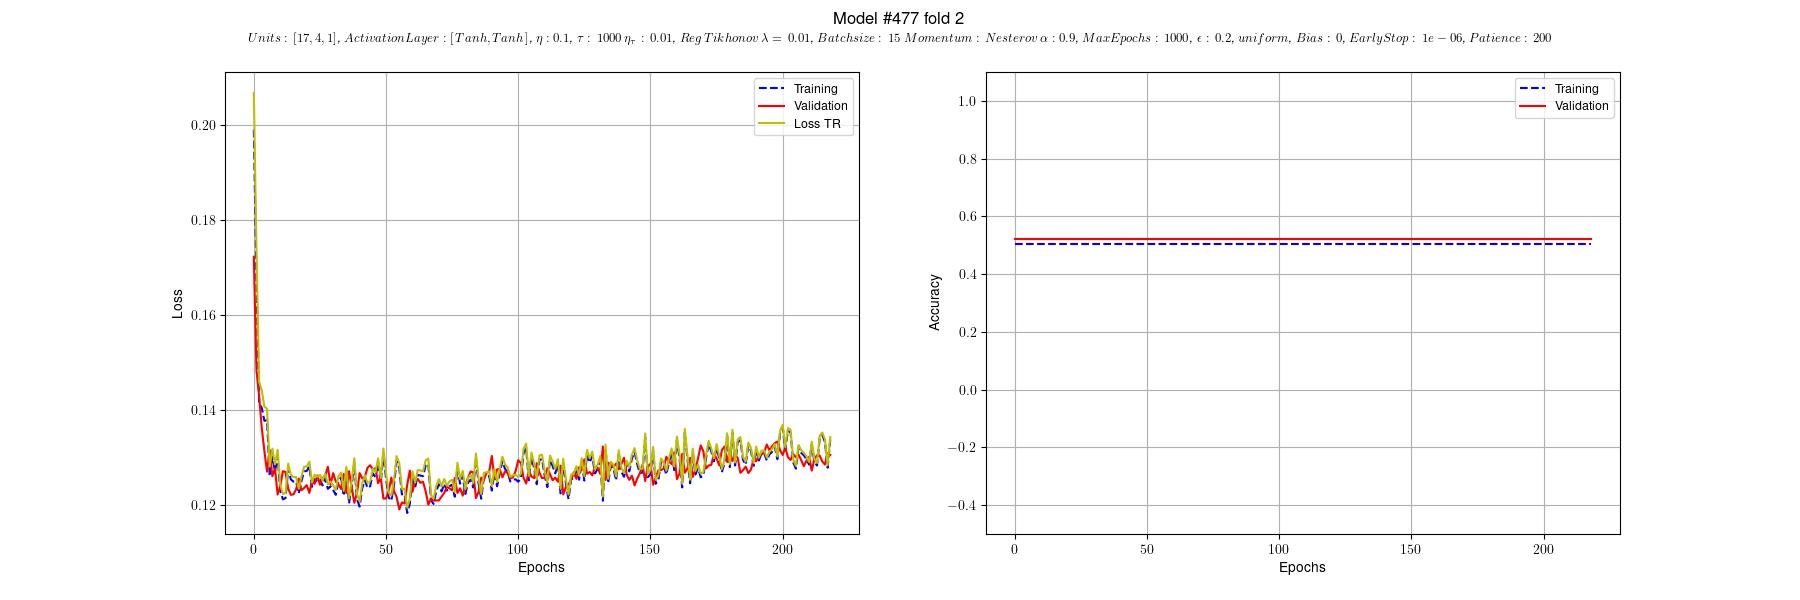 Model #477 fold 2
Units : [17, 4, 1], ActivationLayer : [Tanh, Tanh], η : 0.1, τ : 1000 η_τ : 0.01, Reg Tikhonov λ = 0.01, Batchsize : 15 Momentum : Nesterov α : 0.9, MaxEpochs : 1000, ϵ : 0.2, uniform, Bias : 0, EarlyStop : 1e − 06, Patience : 200
Training
Validation
Loss TR
0.20
0.18
0.16
0.14
0.12
Loss
0 50 100 150 200
Epochs
Training
Validation
1.0
0.8
0.6
0.4
0.2
0.0
−0.2
−0.4
Accuracy
0 50 100 150 200
Epochs